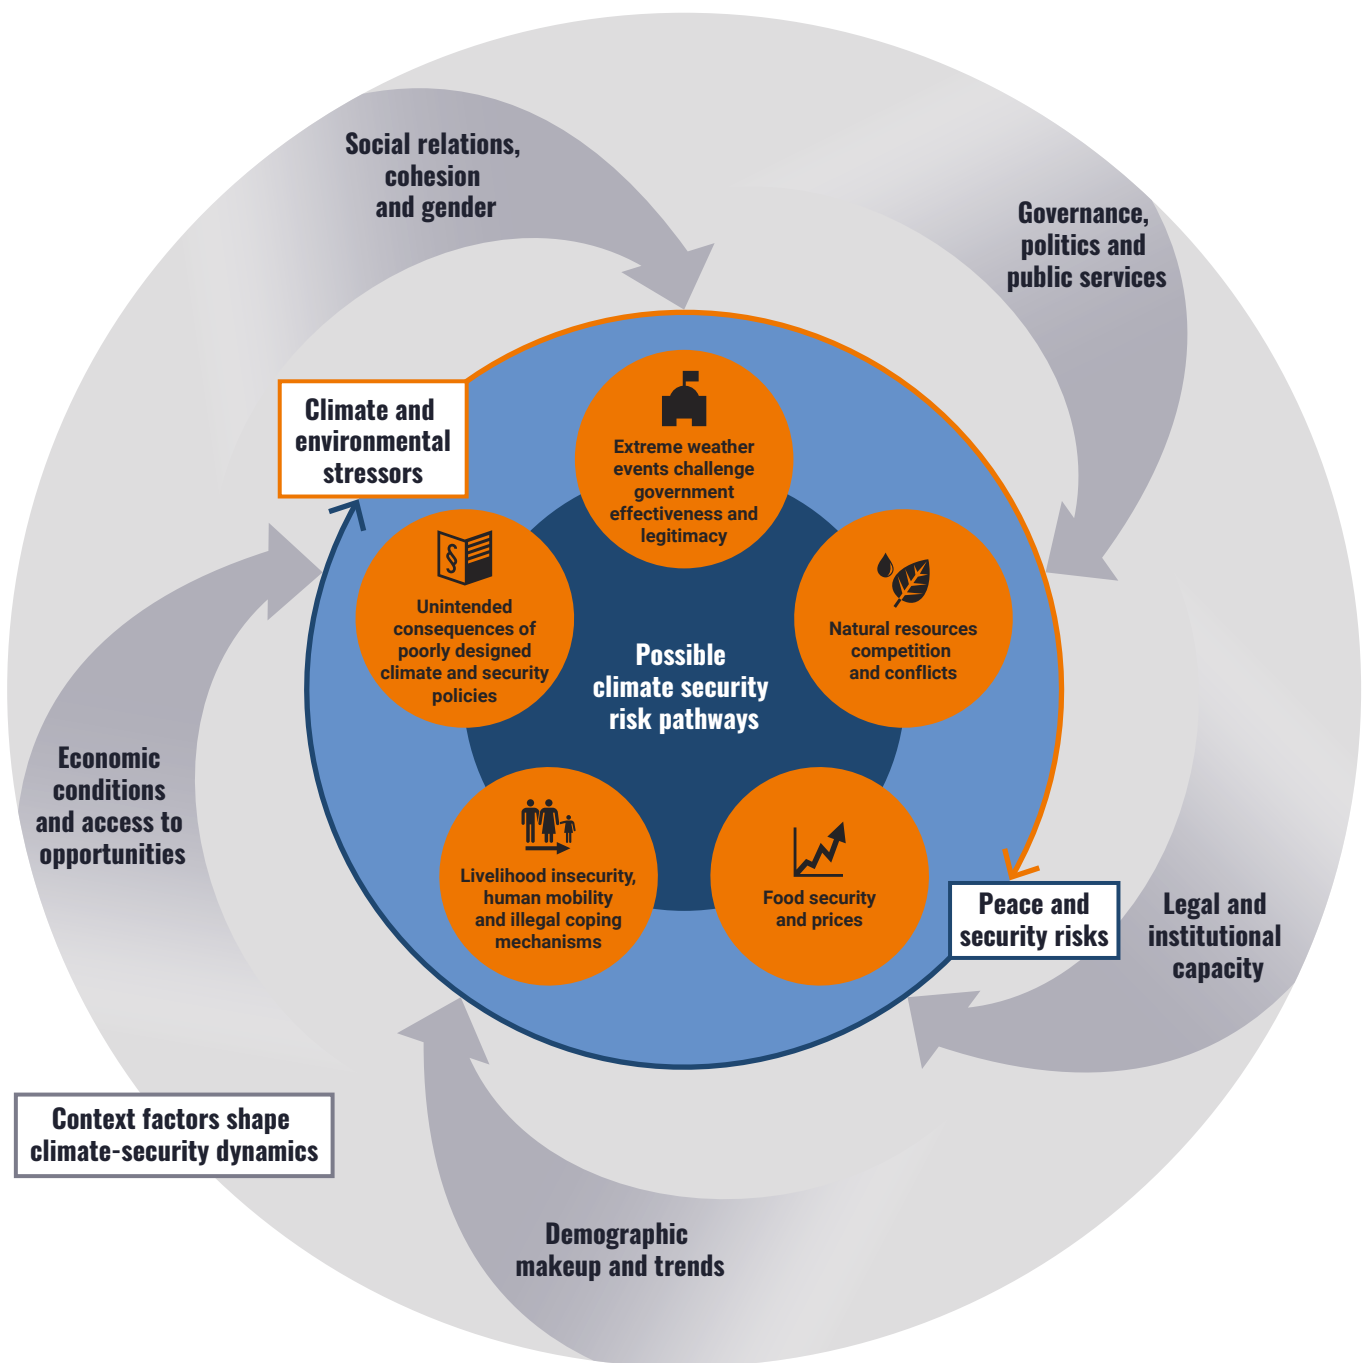 Social relations,
cohesion
and gender
Governance,
politics and
public services
Climate and
environmental
stressors
Extreme weather
events challenge
government
effectiveness and
legitimacy
§
Unintended
consequences of
poorly designed
climate and security
policies
Natural resources
competition
and conflicts
Possible
climate security
risk pathways
Economic
conditions
and access to
opportunities
Livelihood insecurity,
human mobility
and illegal coping
mechanisms
Food security
and prices
Peace and
security risks
Legal and
institutional
capacity
Context factors shape
climate-security dynamics
Demographic
makeup and trends